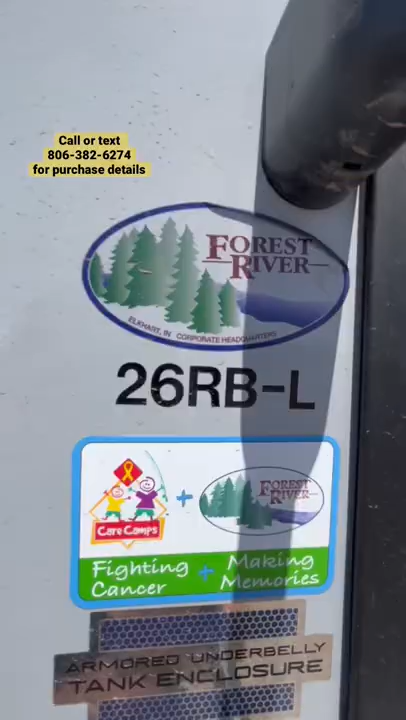 Call or text
806-382-6274
for purchase details
FOREST
RIVER
ELKHART, IN CORPORATE HEADQUARTERS
26RB-L
FOREST
RIVER
Care Camps
+
Fighting + Making
Cancer Memories
ARMORED UNDERBELLY
TANK ENCLOSURE